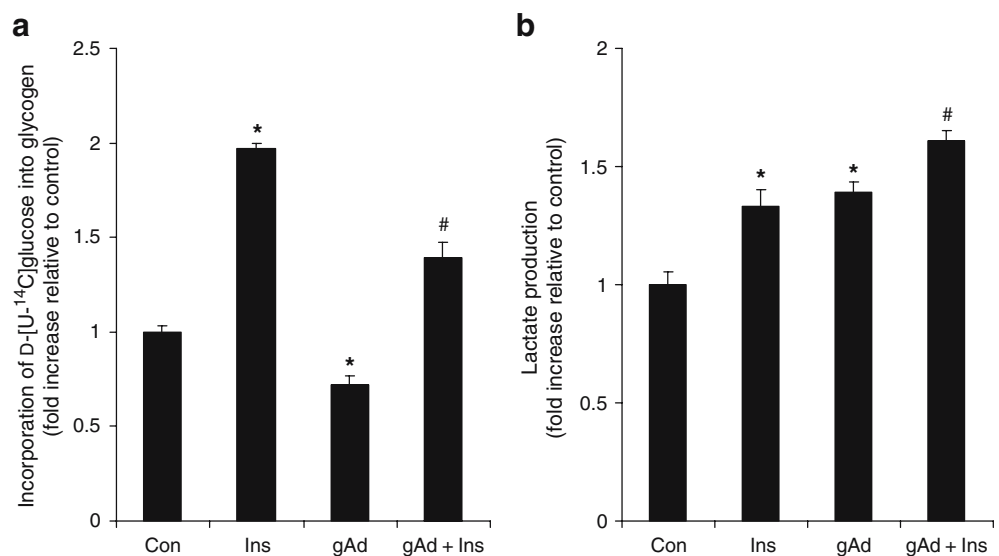 a
Incorporation of D-[U-¹⁴C]glucose into glycogen
(fold increase relative to control)
2.5
2
1.5
1
0.5
0
*
*
#
Con
Ins
gAd
gAd + Ins
b
Lactate production
(fold increase relative to control)
2
1.5
1
0.5
0
*
*
#
Con
Ins
gAd
gAd + Ins